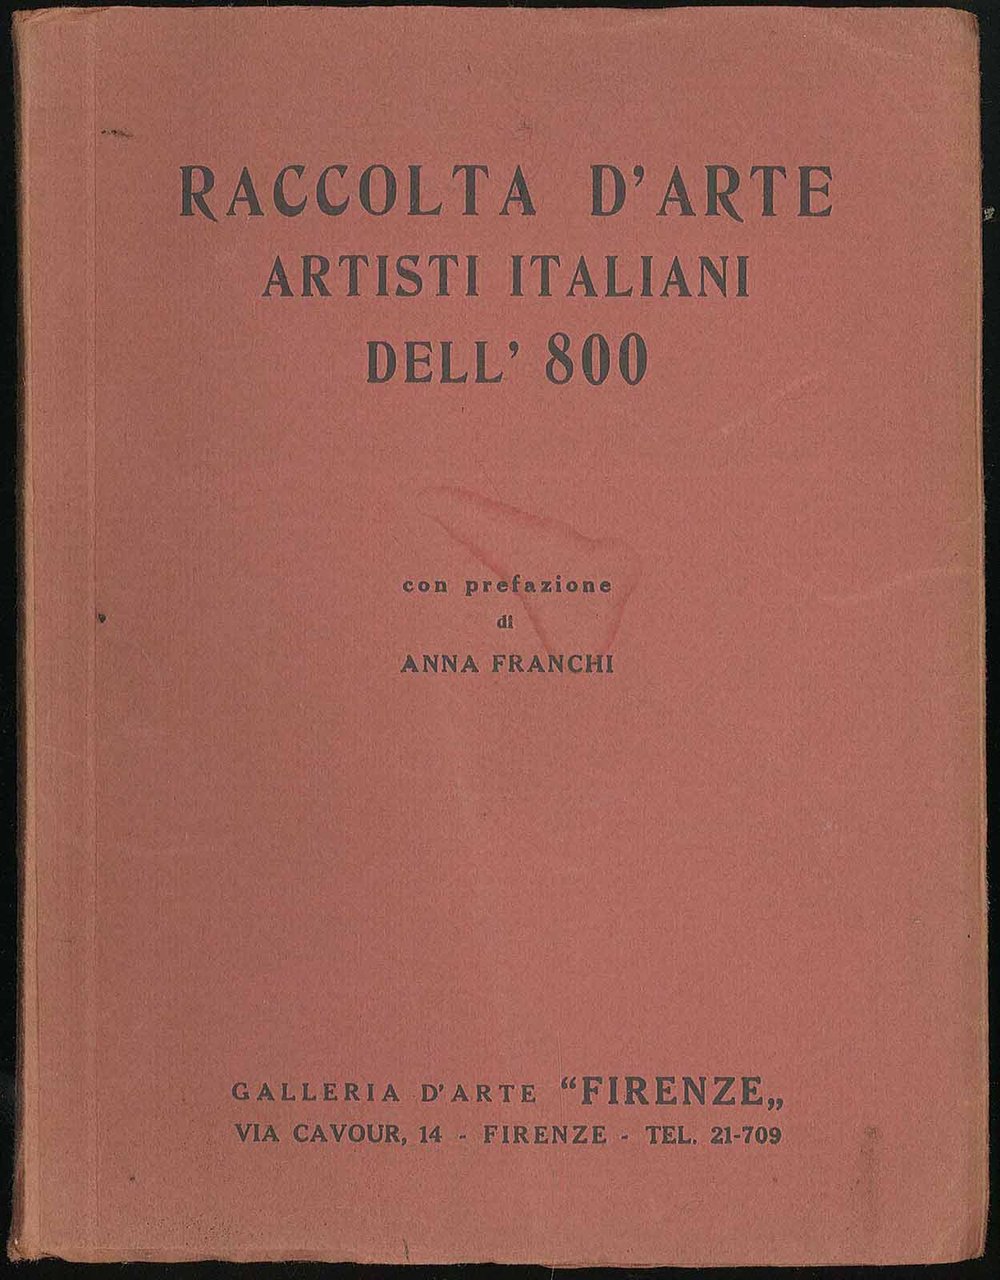 RACCOLTA D'ARTE
ARTISTI ITALIANI
DELL' 800
con prefazione
di
ANNA FRANCHI
GALLERIA D'ARTE “FIRENZE„
VIA CAVOUR, 14 - FIRENZE - TEL. 21-709